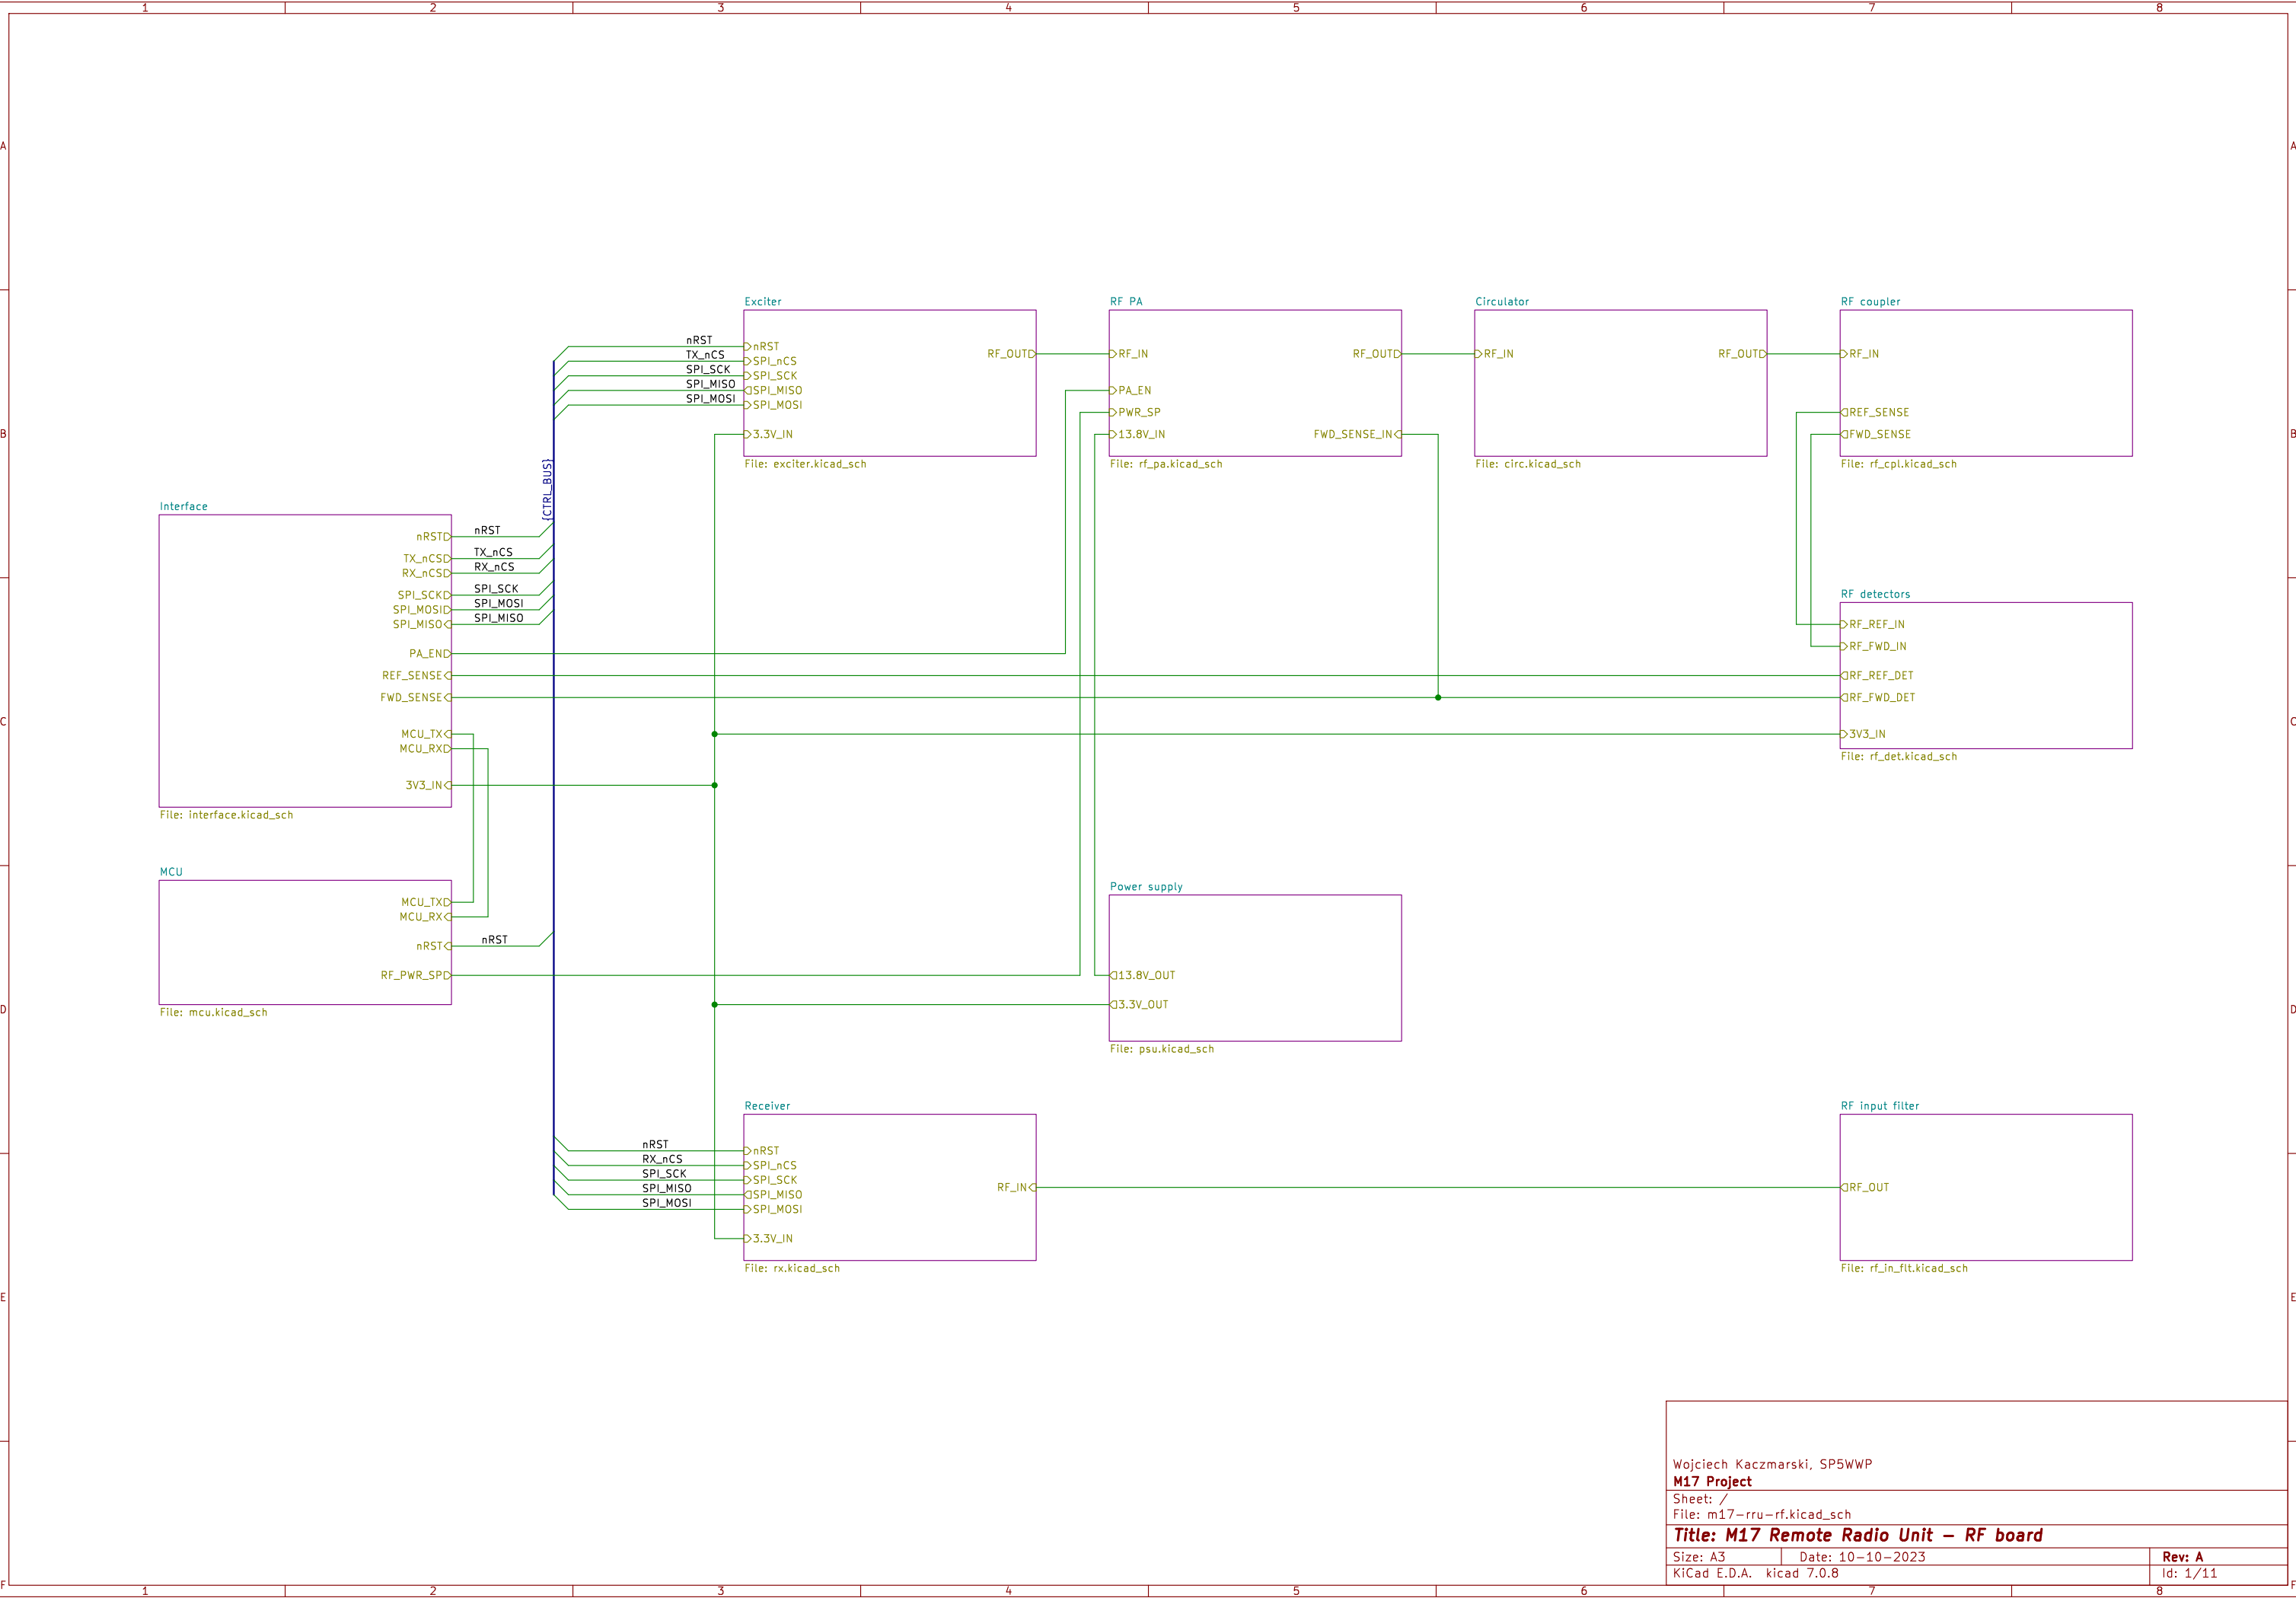 1 2 3 4 5 6 7 8
A A
B B
C C
D D
E E
F F
Exciter
nRST
TX_nCS
SPI_SCK
SPI_MISO
SPI_MOSI
nRST
SPI_nCS
SPI_SCK
SPI_MISO
SPI_MOSI
3.3V_IN
RF_OUT
File: exciter.kicad_sch
RF PA
RF_IN
PA_EN
PWR_SP
13.8V_IN
RF_OUT
FWD_SENSE_IN
File: rf_pa.kicad_sch
Circulator
RF_IN
RF_OUT
File: circ.kicad_sch
RF coupler
RF_IN
REF_SENSE
FWD_SENSE
File: rf_cpl.kicad_sch
{CTRL_BUS}
Interface
nRST
TX_nCS
RX_nCS
SPI_SCK
SPI_MOSI
SPI_MISO
PA_EN
REF_SENSE
FWD_SENSE
MCU_TX
MCU_RX
3V3_IN
nRST
TX_nCS
RX_nCS
SPI_SCK
SPI_MOSI
SPI_MISO
File: interface.kicad_sch
RF detectors
RF_REF_IN
RF_FWD_IN
RF_REF_DET
RF_FWD_DET
3V3_IN
File: rf_det.kicad_sch
MCU
MCU_TX
MCU_RX
nRST
RF_PWR_SP
nRST
File: mcu.kicad_sch
Power supply
13.8V_OUT
3.3V_OUT
File: psu.kicad_sch
Receiver
nRST
RX_nCS
SPI_SCK
SPI_MISO
SPI_MOSI
nRST
SPI_nCS
SPI_SCK
SPI_MISO
SPI_MOSI
3.3V_IN
RF_IN
File: rx.kicad_sch
RF input filter
RF_OUT
File: rf_in_flt.kicad_sch
Wojciech Kaczmarski, SP5WWP
M17 Project
Sheet: /
File: m17-rru-rf.kicad_sch
Title: M17 Remote Radio Unit – RF board
Size: A3 Date: 10-10-2023 Rev: A
KiCad E.D.A. kicad 7.0.8 Id: 1/11
1 2 3 4 5 6 7 8